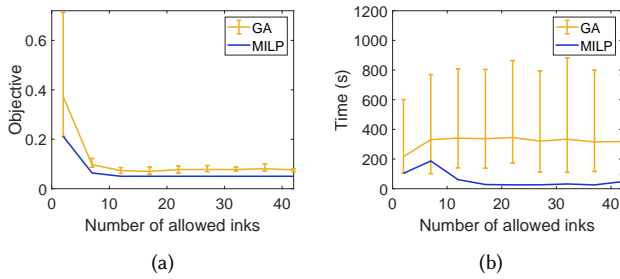 0.6
0.4
0.2
0
Objective
0 10 20 30 40
Number of allowed inks
GA
MILP
(a)
1200
1000
800
600
400
200
0
Time (s)
0 10 20 30 40
Number of allowed inks
GA
MILP
(b)